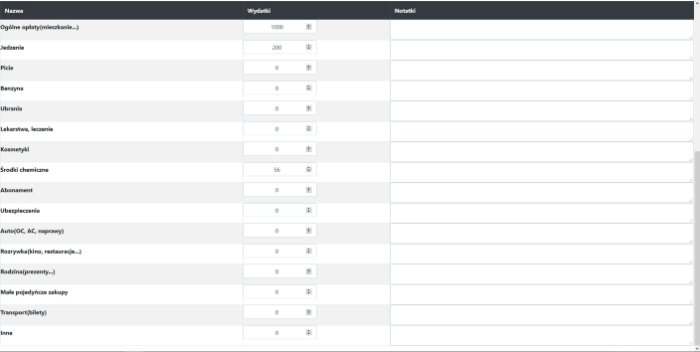 Nazwa Wydatki Notatki
Ogólne opłaty(mieszkanie...) 1000
Jedzenie 200
Picie 0
Benzyna 0
Ubrania 0
Lekarstwa, leczenie 0
Kosmetyki 0
Środki chemiczne 56
Abonament 0
Ubezpieczenia 0
Auto(OC, AC, naprawy) 0
Rozrywka(kino, restauracje...) 0
Rodzina(prezenty...) 0
Małe pojedyńcze zakupy 0
Transport(bilety) 0
Inne 0